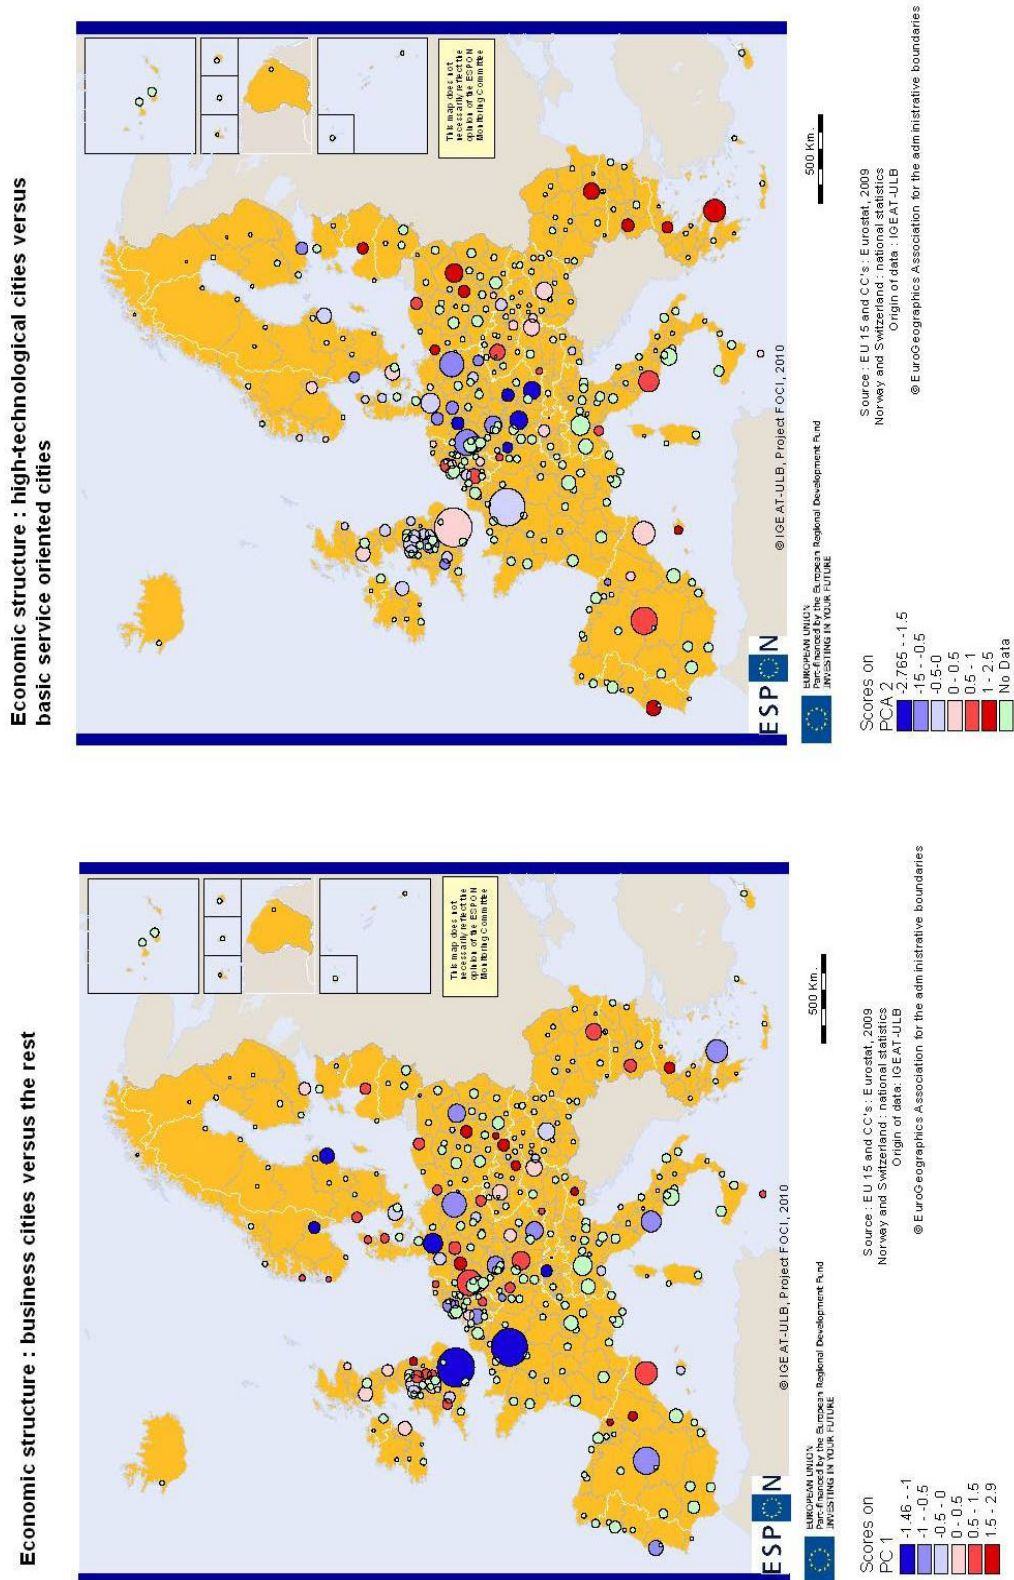 Economic structure : business cities versus the rest
This map does not
necessarily reflect the
opinion of the ESPON
Monitoring Committee
©IGEAT-ULB, Project FOCI, 2010
500 Km.
ESPON
EUROPEAN UNION
Part-financed by the European Regional Development Fund
INVESTING IN YOUR FUTURE
Source : EU 15 and CC's : Eurostat, 2009
Norway and Switzerland : national statistics
Origin of data: IGEAT-ULB
© EuroGeographics Association for the administrative boundaries
Scores on
PC 1
-1.46 - -1
-1 - -0.5
-0.5 - 0
0 - 0.5
0.5 - 1.5
1.5 - 2.9
Economic structure : high-technological cities versus
basic service oriented cities
This map does not
necessarily reflect the
opinion of the ESPON
Monitoring Committee
©IGEAT-ULB, Project FOCI, 2010
500 Km.
ESPON
EUROPEAN UNION
Part-financed by the European Regional Development Fund
INVESTING IN YOUR FUTURE
Source : EU 15 and CC's : Eurostat, 2009
Norway and Switzerland : national statistics
Origin of data : IGEAT-ULB
© EuroGeographics Association for the administrative boundaries
Scores on
PCA 2
-2.765 - -1.5
-15 - -0.5
-0.5-0
0 - 0.5
0.5 - 1
1 - 2.5
No Data